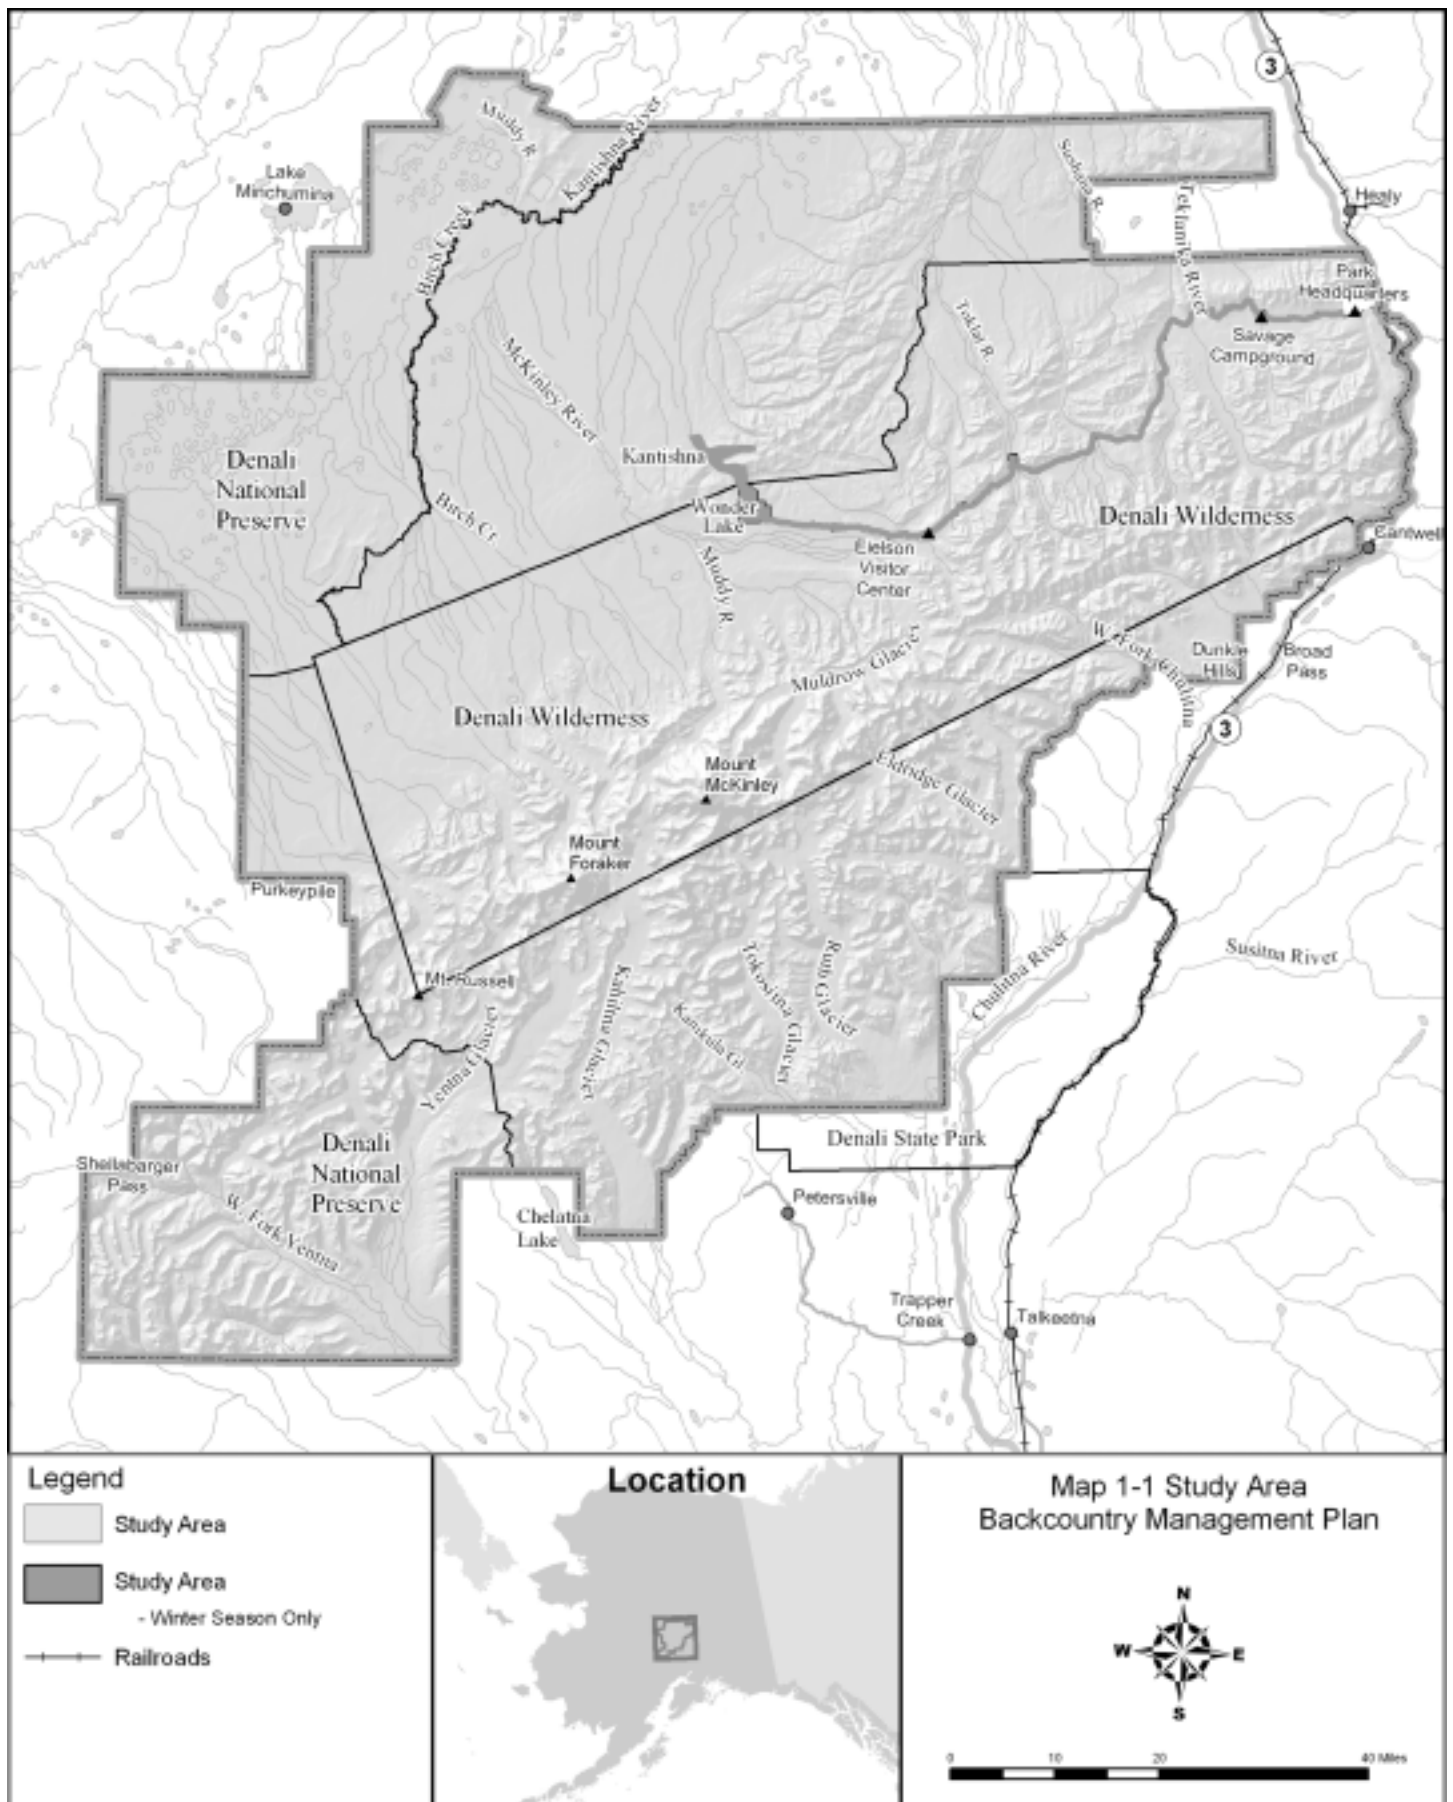 3
Muddy R.
Kantishna River
Sushana R.
Lake
Minchumina
Teklanika River
Healy
Birch Creek
Park
Headquarters
Toklat R.
Savage
Campground
McKinley River
Kantishna
Denali
National
Preserve
Birch Cr.
Wonder
Lake
Denali Wilderness
Cantwell
Eielson
Visitor
Center
Muddy R.
W. Fork Chulitna
Dunkle
Hills
Broad
Pass
Muldrow Glacier
Denali Wilderness
3
Mount
McKinley
Eldridge Glacier
Mount
Foraker
Purkeypile
Susitna River
Chulitna River
Mt. Russell
Kahiltna Glacier
Tokositna Glacier
Ruth Glacier
Kanikula Gl.
Yentna Glacier
Denali State Park
Denali
National
Preserve
Shellabarger
Pass
W. Fork Yentna
Petersville
Chelatna
Lake
Trapper
Creek
Talkeetna
Legend
Study Area
Study Area
- Winter Season Only
Railroads
Location
Map 1-1 Study Area
Backcountry Management Plan
N
W
E
S
0 10 20 40 Miles